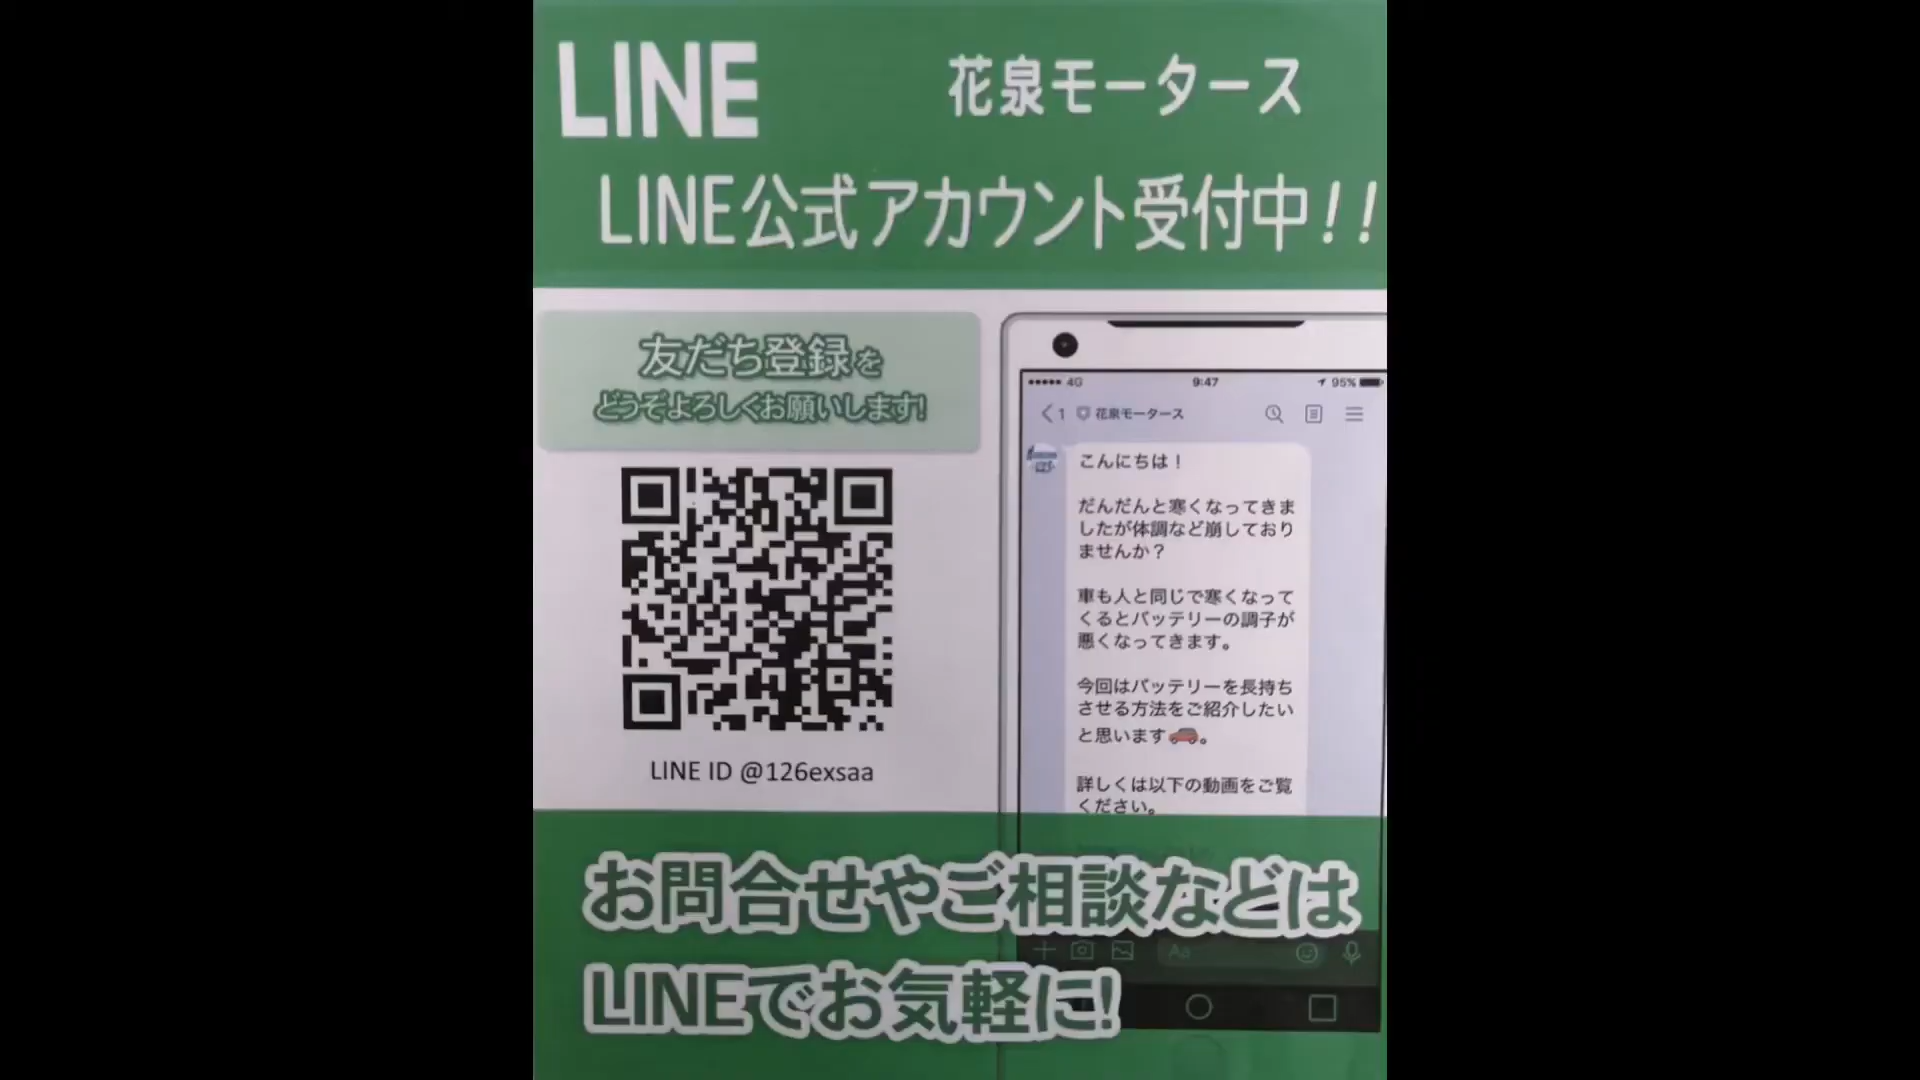 LINE
花泉モータース
LINE公式アカウント受付中!!
友だち登録を
どうぞよろしくお願いします!
LINE ID @126exsaa
4G
9:47
95%
1
花泉モータース
こんにちは！
だんだんと寒くなってきま
したが体調など崩しており
ませんか？
車も人と同じで寒くなって
くるとバッテリーの調子が
悪くなってきます。
今回はバッテリーを長持ち
させる方法をご紹介したい
と思います🚗。
詳しくは以下の動画をご覧
ください。
Aa
お問合せやご相談などは
LINEでお気軽に!